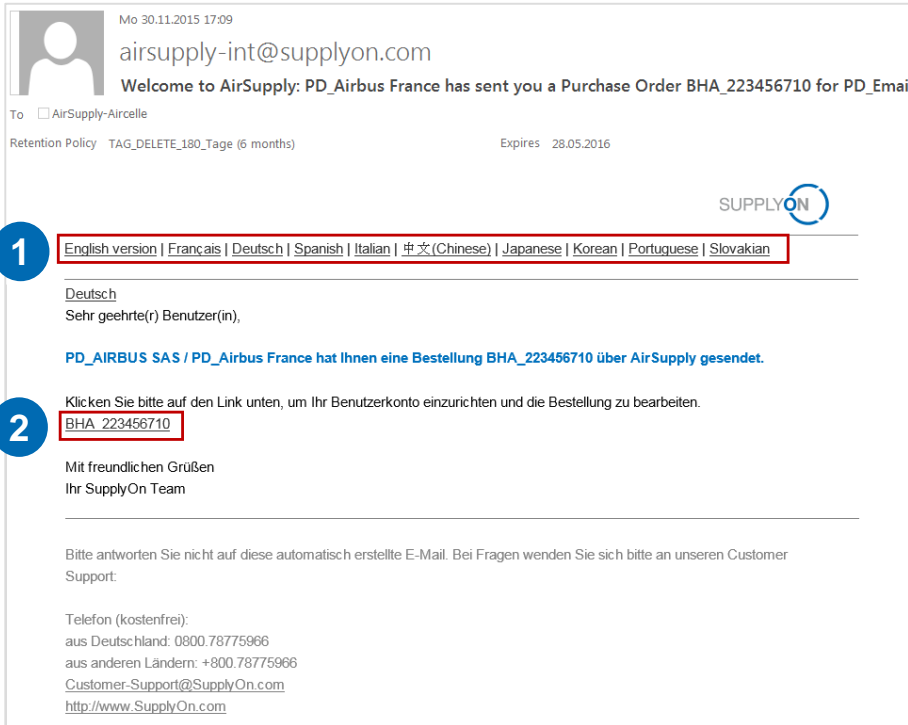 Mo 30.11.2015 17:09
airsupply-int@supplyon.com
Welcome to AirSupply: PD_Airbus France has sent you a Purchase Order BHA_223456710 for PD_Emai
To AirSupply-Aircelle
Retention Policy TAG_DELETE_180_Tage (6 months) Expires 28.05.2016
SUPPLYON
1
English version | Français | Deutsch | Spanish | Italian | 中文(Chinese) | Japanese | Korean | Portuguese | Slovakian
Deutsch
Sehr geehrte(r) Benutzer(in),
PD_AIRBUS SAS / PD_Airbus France hat Ihnen eine Bestellung BHA_223456710 über AirSupply gesendet.
Klicken Sie bitte auf den Link unten, um Ihr Benutzerkonto einzurichten und die Bestellung zu bearbeiten.
2
BHA_223456710
Mit freundlichen Grüßen
Ihr SupplyOn Team
Bitte antworten Sie nicht auf diese automatisch erstellte E-Mail. Bei Fragen wenden Sie sich bitte an unseren Customer
Support:
Telefon (kostenfrei):
aus Deutschland: 0800.78775966
aus anderen Ländern: +800.78775966
Customer-Support@SupplyOn.com
http://www.SupplyOn.com